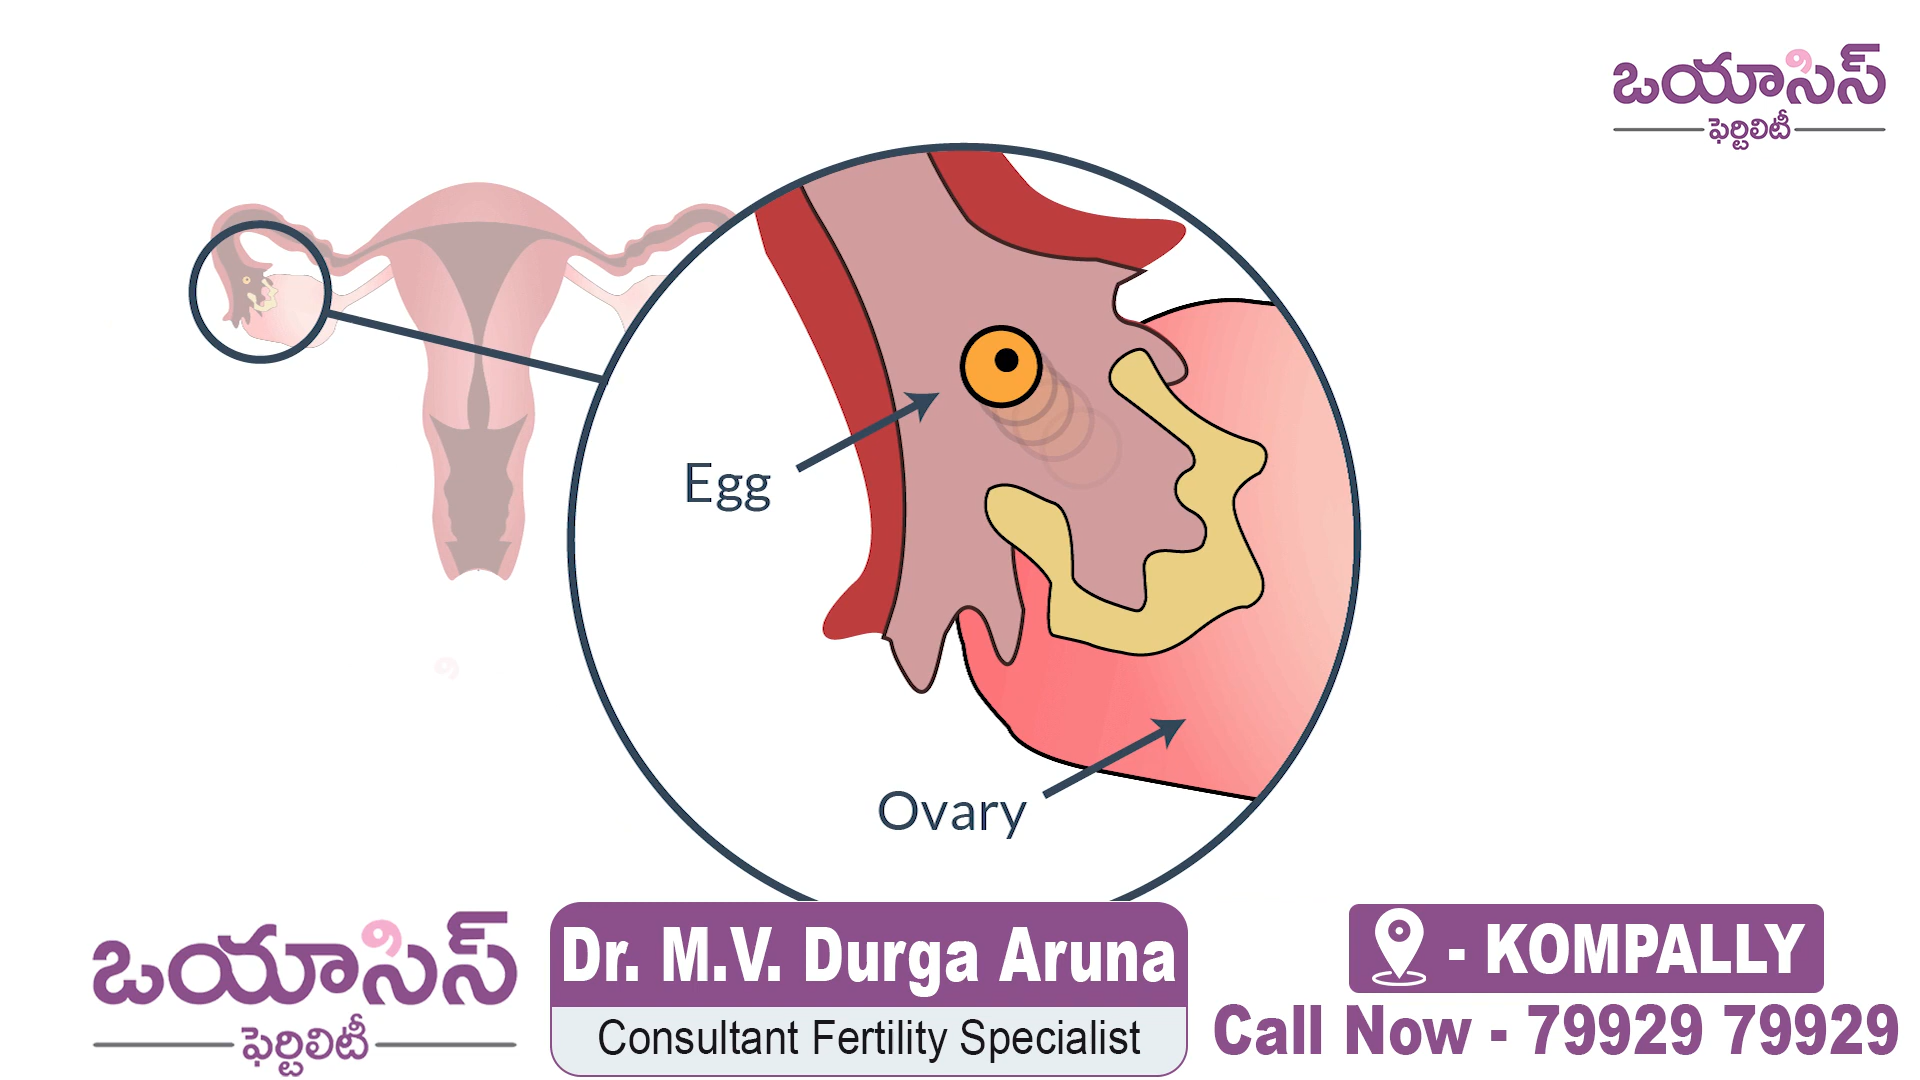 ఒయాసిస్
ఫెర్టిలిటీ
Egg
Ovary
ఒయాసిస్
ఫెర్టిలిటీ
Dr. M.V. Durga Aruna
Consultant Fertility Specialist
- KOMPALLY
Call Now - 79929 79929